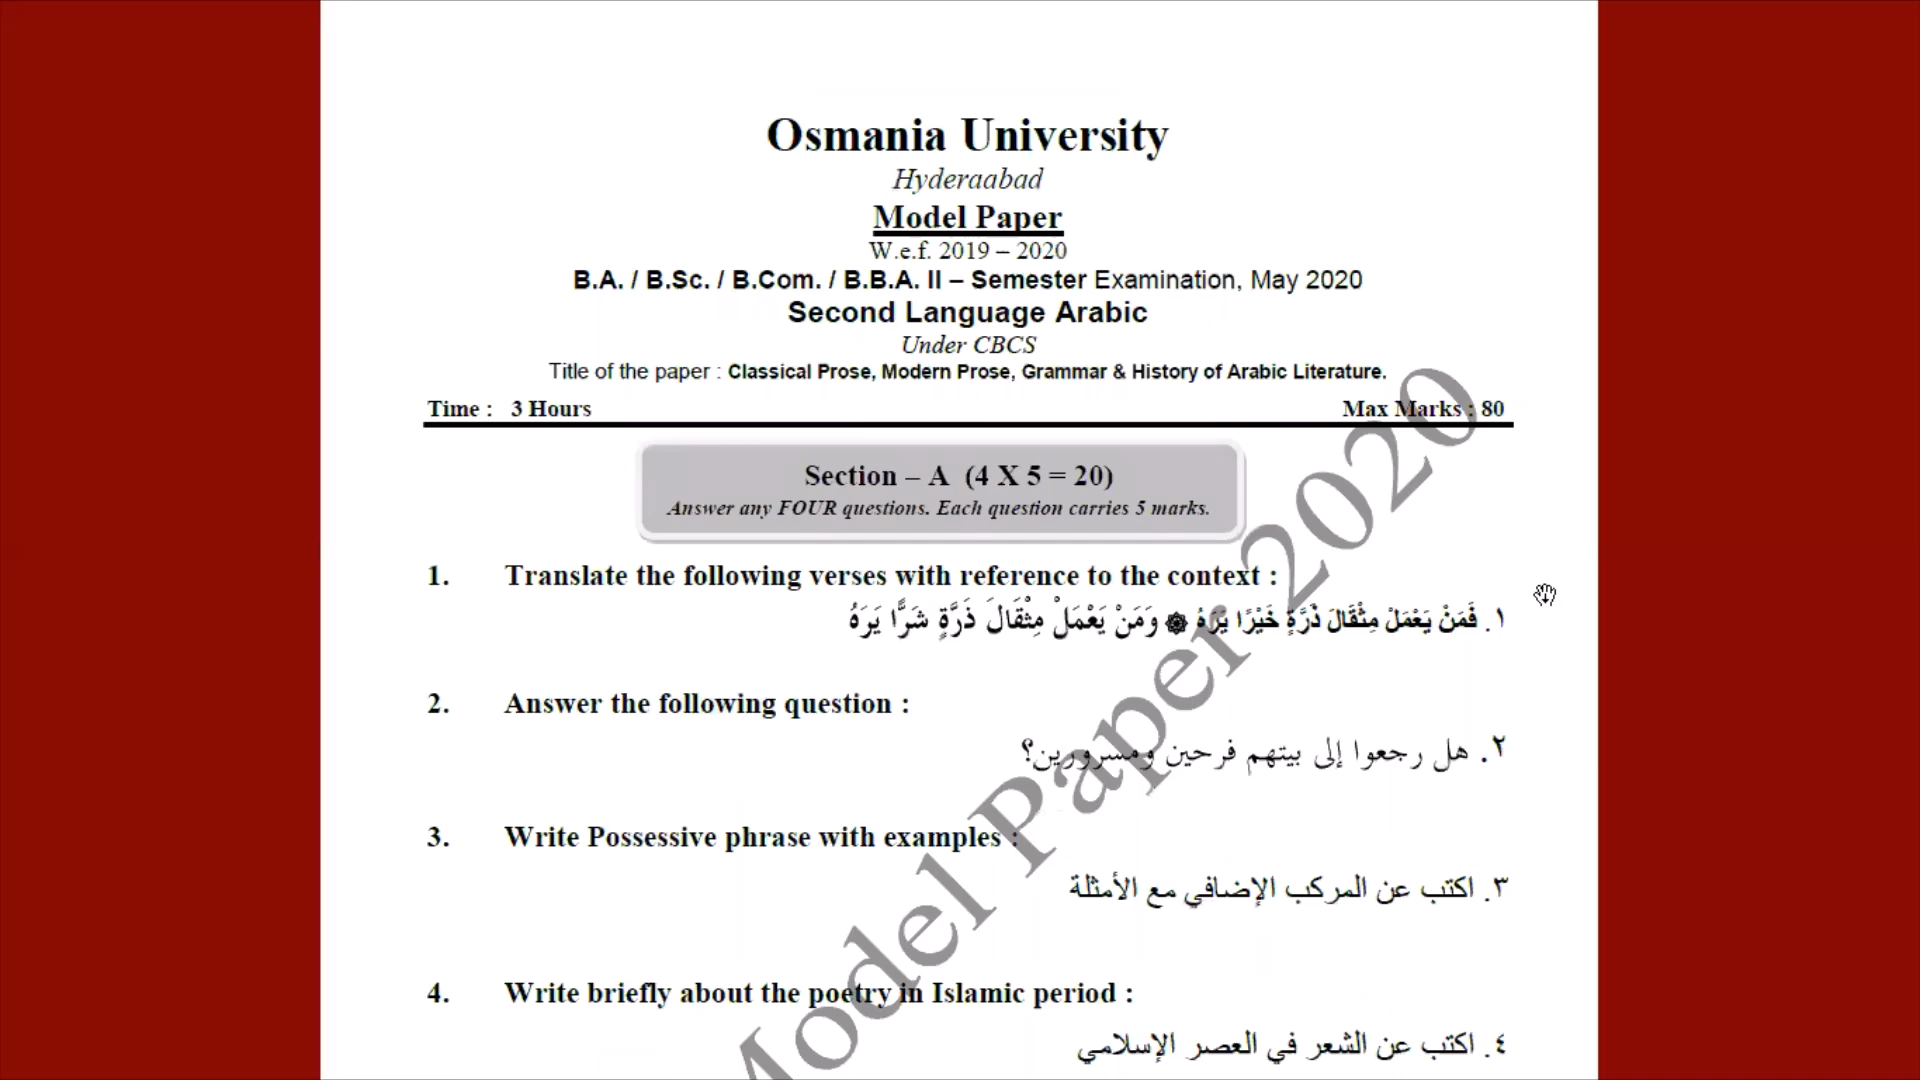 Osmania University
Hyderaabad
Model Paper
W.e.f. 2019 – 2020
B.A. / B.Sc. / B.Com. / B.B.A. II – Semester Examination, May 2020
Second Language Arabic
Under CBCS
Title of the paper : Classical Prose, Modern Prose, Grammar & History of Arabic Literature.
Time : 3 Hours Max Marks : 80
Section – A (4 X 5 = 20)
Answer any FOUR questions. Each question carries 5 marks.
1. Translate the following verses with reference to the context :
١. فَمَنْ يَعْمَلْ مِثْقَالَ ذَرَّةٍ خَيْرًا يَرَهُ ۞ وَمَنْ يَعْمَلْ مِثْقَالَ ذَرَّةٍ شَرًّا يَرَهُ
2. Answer the following question :
٢. هل رجعوا إلى بيتهم فرحين ومسرورين؟
3. Write Possessive phrase with examples :
٣. اكتب عن المركب الإضافي مع الأمثلة
4. Write briefly about the poetry in Islamic period :
٤. اكتب عن الشعر في العصر الإسلامي
Model Paper 2020